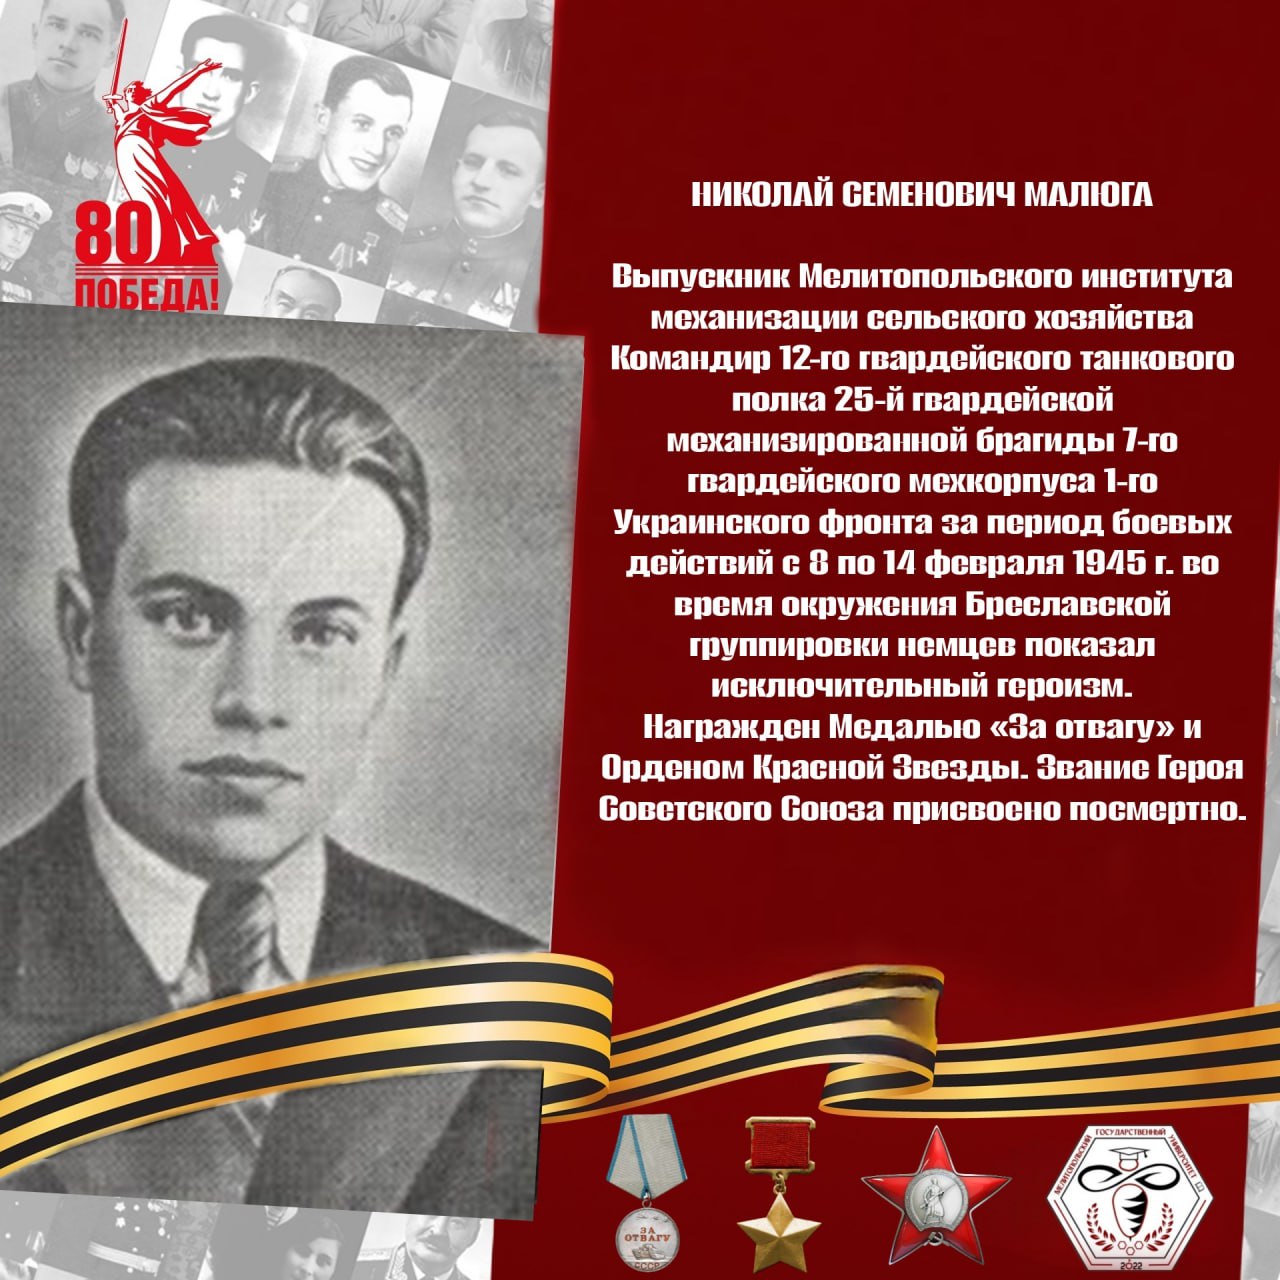 80
ПОБЕДА!
НИКОЛАЙ СЕМЕНОВИЧ МАЛЮГА
Выпускник Мелитопольского института
механизации сельского хозяйства
Командир 12-го гвардейского танкового
полка 25-й гвардейской
механизированной брагиды 7-го
гвардейского мехкорпуса 1-го
Украинского фронта за период боевых
действий с 8 по 14 февраля 1945 г. во
время окружения Бреславской
группировки немцев показал
исключительный героизм.
Награжден Медалью «За отвагу» и
Орденом Красной Звезды. Звание Героя
Советского Союза присвоено посмертно.
ЗА
ОТВАГУ
СССР
МЕЛИТОПОЛЬСКИЙ ГОСУДАРСТВЕННЫЙ УНИВЕРСИТЕТ
2022